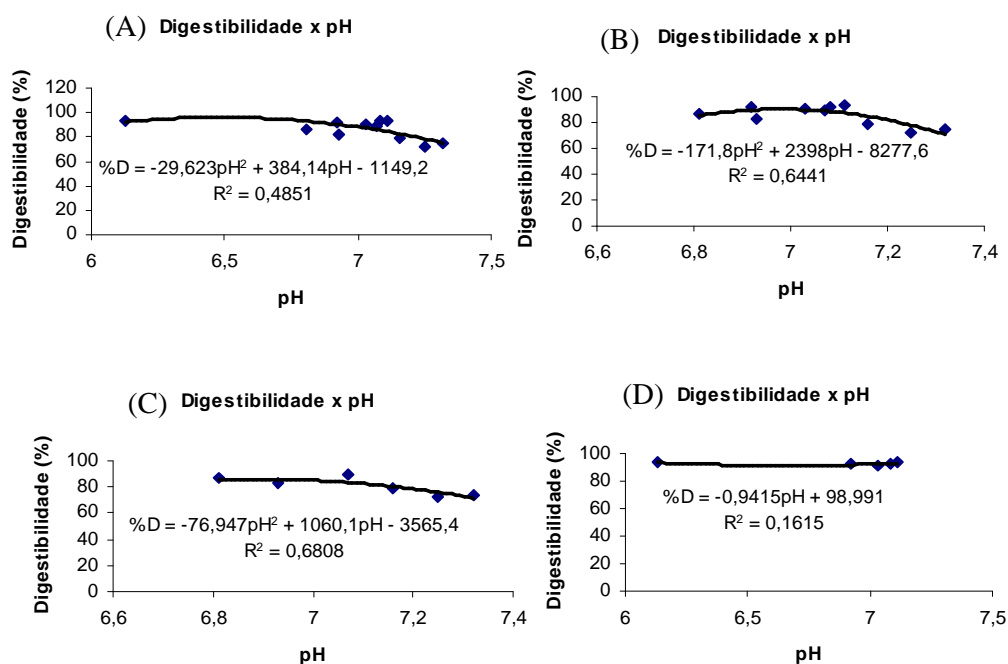 (A) Digestibilidade x pH
Digestibilidade (%)
120
100
80
60
40
20
0
%D = -29,623pH² + 384,14pH - 1149,2
R² = 0,4851
6 6,5 7 7,5
pH
(B) Digestibilidade x pH
Digestibilidade (%)
100
80
60
40
20
0
%D = -171,8pH² + 2398pH - 8277,6
R² = 0,6441
6,6 6,8 7 7,2 7,4
pH
(C) Digestibilidade x pH
Digestibilidade (%)
100
80
60
40
20
0
%D = -76,947pH² + 1060,1pH - 3565,4
R² = 0,6808
6,6 6,8 7 7,2 7,4
pH
(D) Digestibilidade x pH
Digestibilidade (%)
100
80
60
40
20
0
%D = -0,9415pH + 98,991
R² = 0,1615
6 6,5 7 7,5
pH